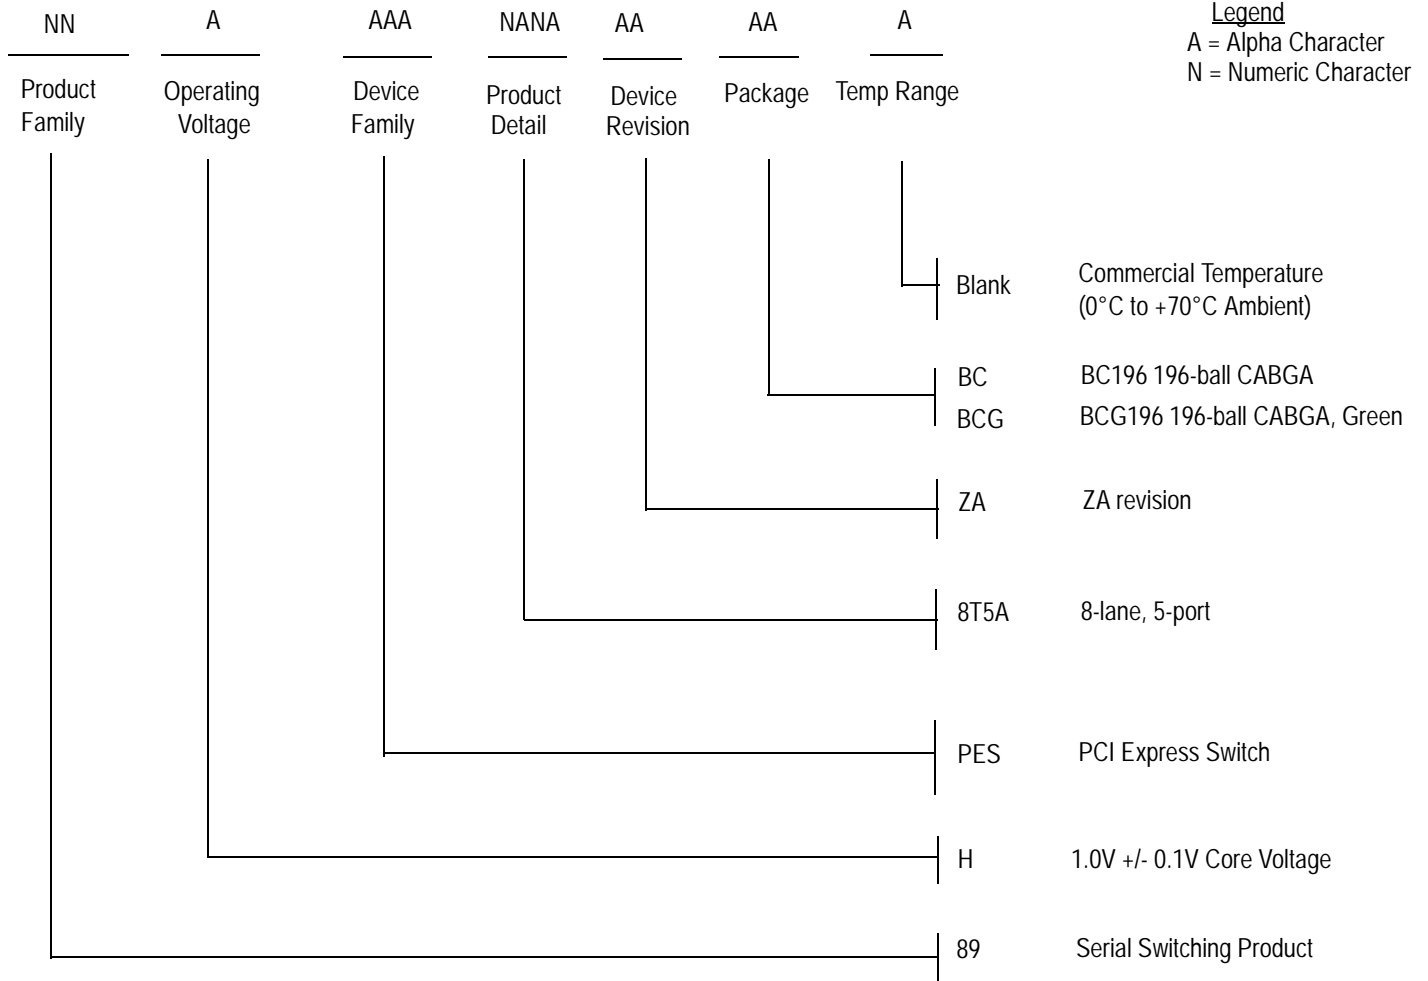 NN A AAA NANA AA AA A
Legend
A = Alpha Character
N = Numeric Character
Product Family
Operating Voltage
Device Family
Product Detail
Device Revision
Package
Temp Range
Blank Commercial Temperature
(0°C to +70°C Ambient)
BC BC196 196-ball CABGA
BCG BCG196 196-ball CABGA, Green
ZA ZA revision
8T5A 8-lane, 5-port
PES PCI Express Switch
H 1.0V +/- 0.1V Core Voltage
89 Serial Switching Product